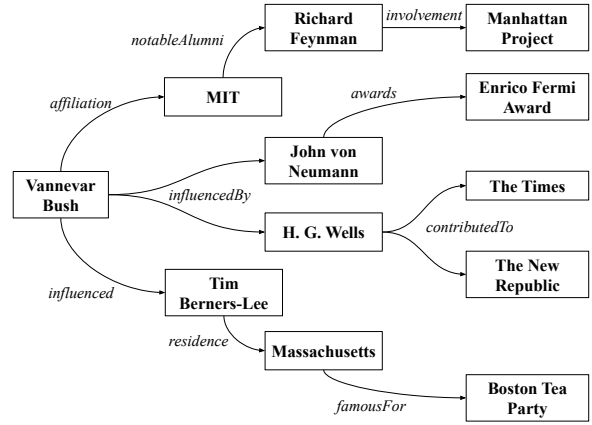 Richard
Feynman
involvement
Manhattan
Project
notableAlumni
MIT
affiliation
Enrico Fermi
Award
awards
John von
Neumann
Vannevar
Bush
influencedBy
The Times
H. G. Wells
contributedTo
The New
Republic
influenced
Tim
Berners-Lee
residence
Massachusetts
famousFor
Boston Tea
Party